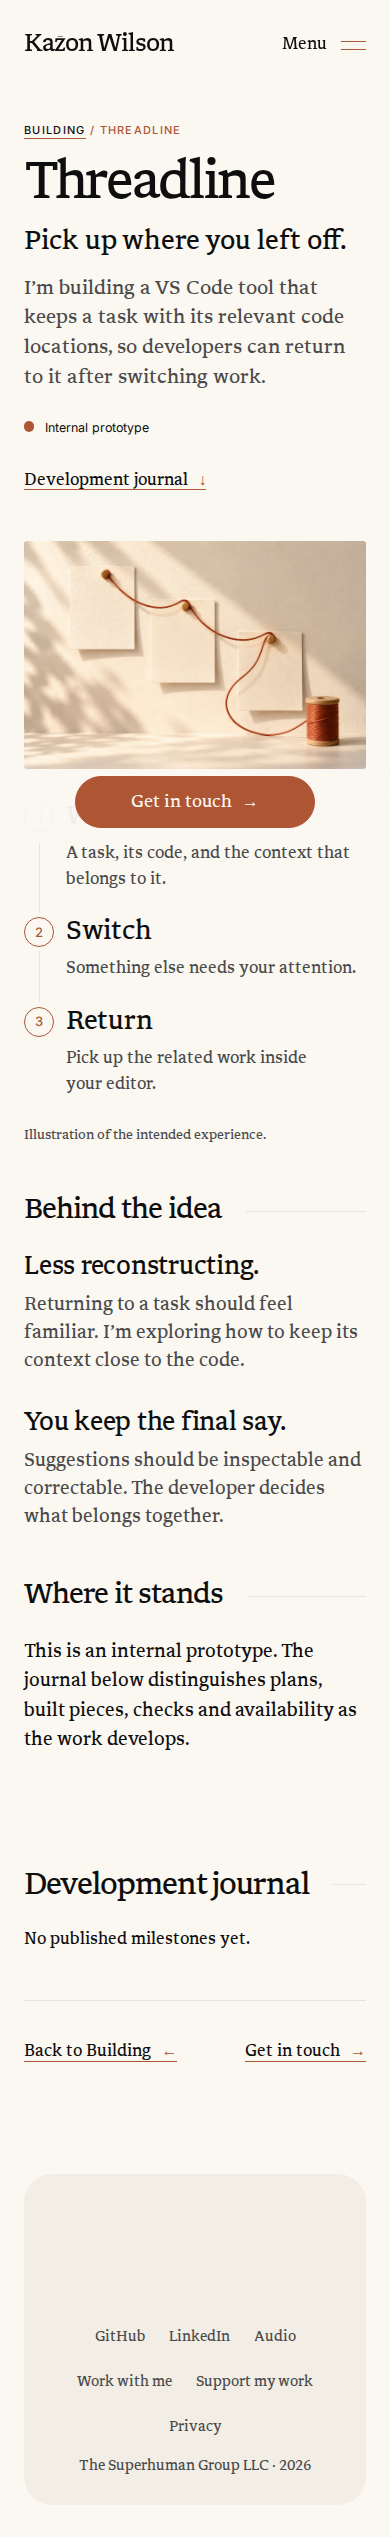 Kazon Wilson
Menu
BUILDING / THREADLINE
Threadline
Pick up where you left off.
I’m building a VS Code tool that
keeps a task with its relevant code
locations, so developers can return
to it after switching work.
Internal prototype
Development journal ↓
Get in touch →
A task, its code, and the context that
belongs to it.
2 Switch
Something else needs your attention.
3 Return
Pick up the related work inside
your editor.
Illustration of the intended experience.
Behind the idea
Less reconstructing.
Returning to a task should feel
familiar. I’m exploring how to keep its
context close to the code.
You keep the final say.
Suggestions should be inspectable and
correctable. The developer decides
what belongs together.
Where it stands
This is an internal prototype. The
journal below distinguishes plans,
built pieces, checks and availability as
the work develops.
Development journal
No published milestones yet.
Back to Building ← Get in touch →
GitHub LinkedIn Audio
Work with me Support my work
Privacy
The Superhuman Group LLC · 2026